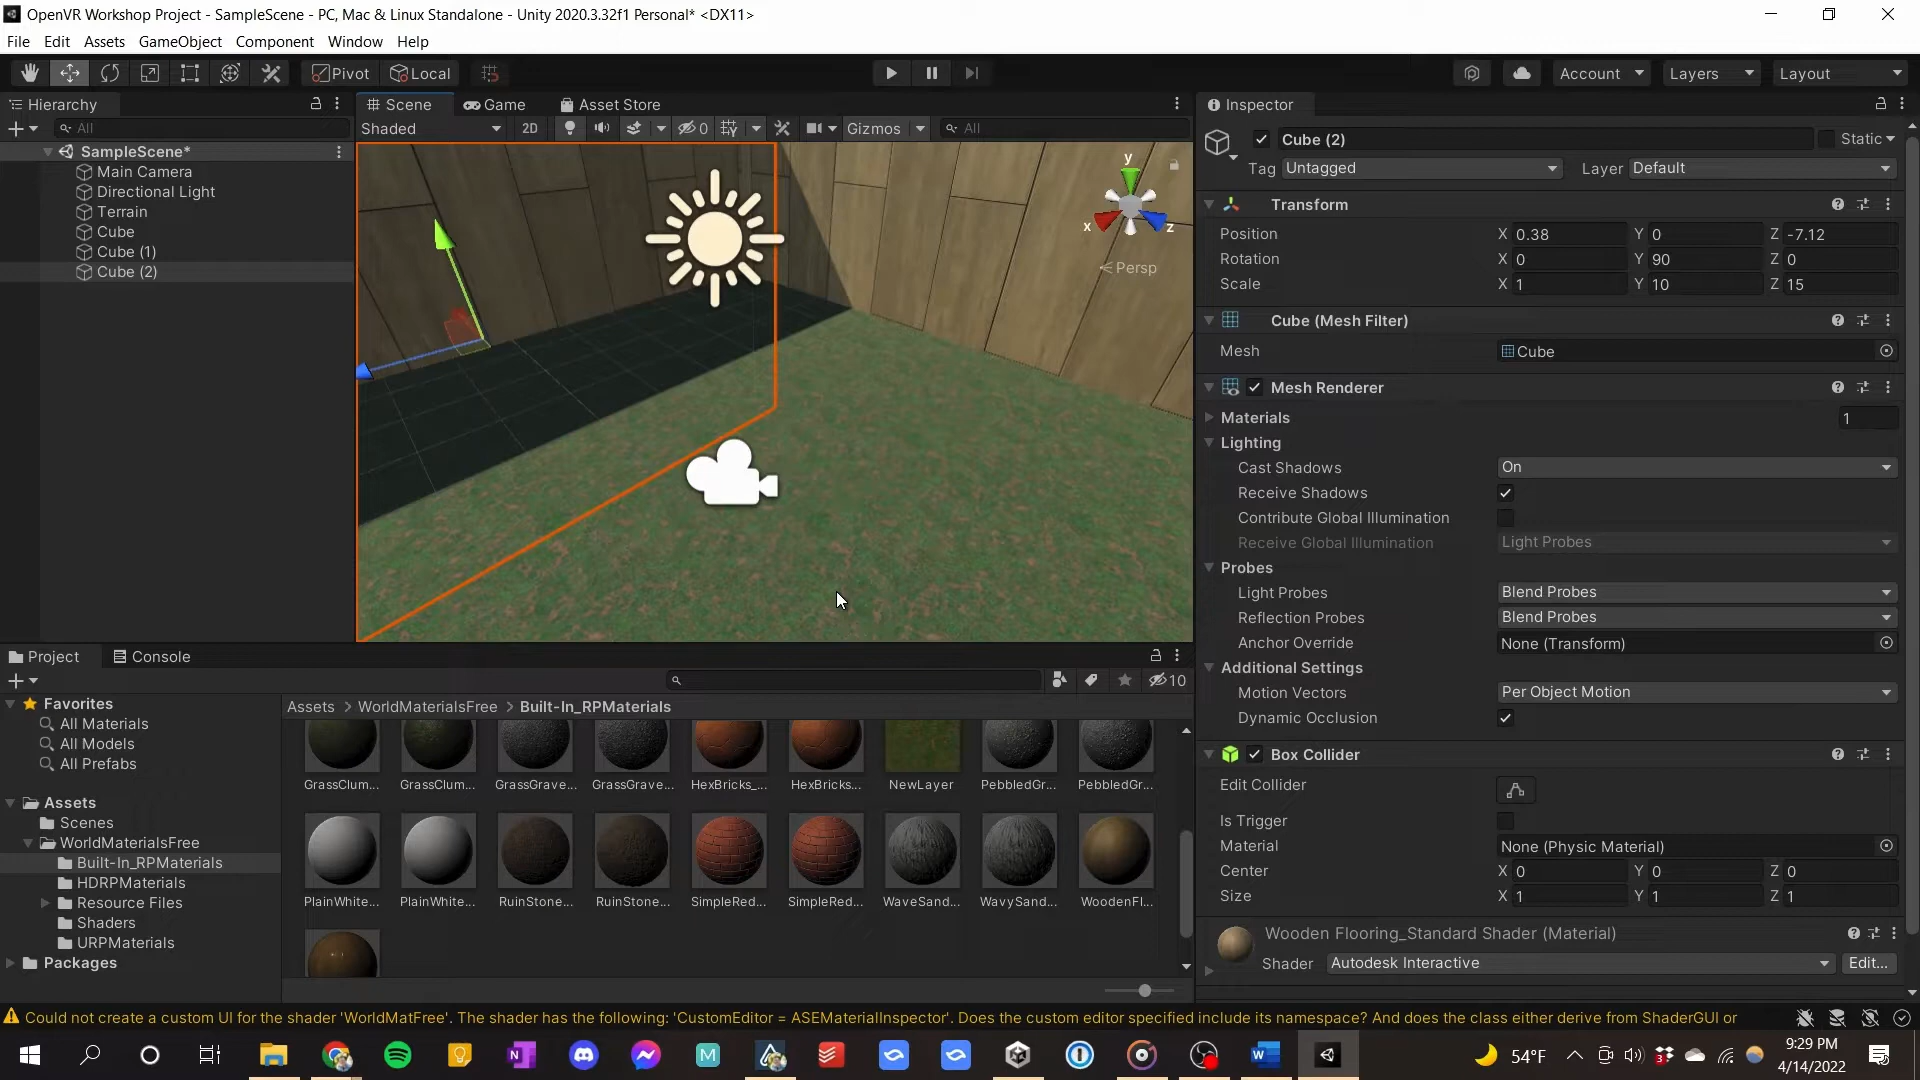 OpenVR Workshop Project - SampleScene - PC, Mac & Linux Standalone - Unity 2020.3.32f1 Personal* <DX11>
File Edit Assets GameObject Component Window Help
Pivot Local Account Layers Layout
Hierarchy
All
SampleScene*
Main Camera
Directional Light
Terrain
Cube
Cube (1)
Cube (2)
Scene Game Asset Store
Shaded 2D 0 Gizmos All
y
x z
Persp
Inspector
Cube (2) Static
Tag Untagged Layer Default
Transform
Position X 0.38 Y 0 Z -7.12
Rotation X 0 Y 90 Z 0
Scale X 1 Y 10 Z 15
Cube (Mesh Filter)
Mesh Cube
Mesh Renderer
Materials 1
Lighting
Cast Shadows On
Receive Shadows
Contribute Global Illumination
Receive Global Illumination Light Probes
Probes
Light Probes Blend Probes
Reflection Probes Blend Probes
Anchor Override None (Transform)
Additional Settings
Motion Vectors Per Object Motion
Dynamic Occlusion
Box Collider
Edit Collider
Is Trigger
Material None (Physic Material)
Center X 0 Y 0 Z 0
Size X 1 Y 1 Z 1
Wooden Flooring_Standard Shader (Material)
Shader Autodesk Interactive Edit...
Project Console
10
Favorites
All Materials
All Models
All Prefabs
Assets
Scenes
WorldMaterialsFree
Built-In_RPMaterials
HDRPMaterials
Resource Files
Shaders
URPMaterials
Packages
Assets > WorldMaterialsFree > Built-In_RPMaterials
GrassClum... GrassClum... GrassGrave... GrassGrave... HexBricks_... HexBricks... NewLayer PebbledGr... PebbledGr...
PlainWhite... PlainWhite... RuinStone... RuinStone... SimpleRed... SimpleRed... WaveSand... WavySand... WoodenFl...
Could not create a custom UI for the shader 'WorldMatFree'. The shader has the following: 'CustomEditor = ASEMaterialInspector'. Does the custom editor specified include its namespace? And does the class either derive from ShaderGUI or
54°F
9:29 PM
4/14/2022